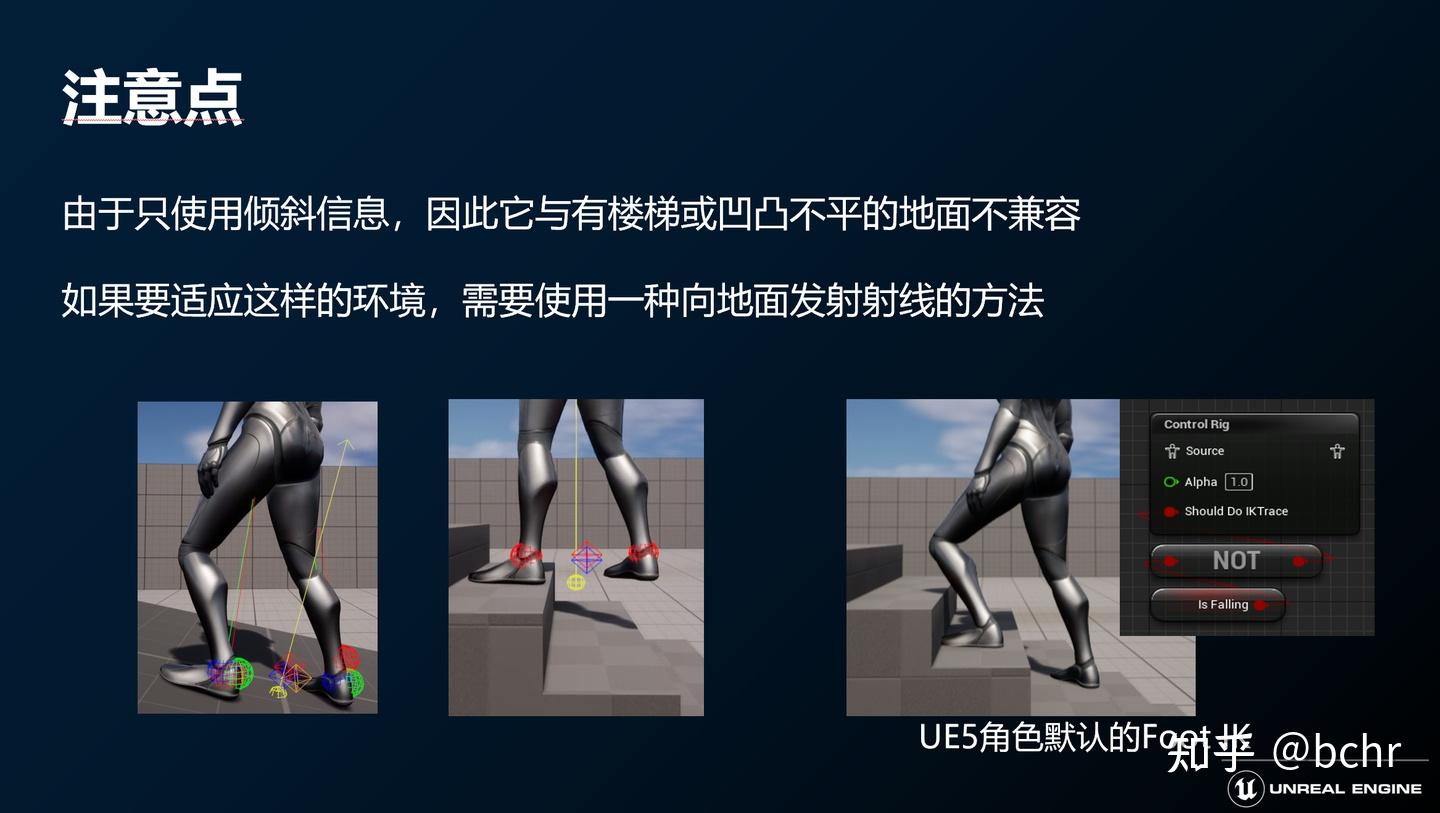 注意点
由于只使用倾斜信息，因此它与有楼梯或凹凸不平的地面不兼容
如果要适应这样的环境，需要使用一种向地面发射射线的方法
Control Rig
Source
Alpha 1.0
Should Do IKTrace
NOT
Is Falling
UE5角色默认的Foot IK
知乎 @bchr
UNREAL ENGINE